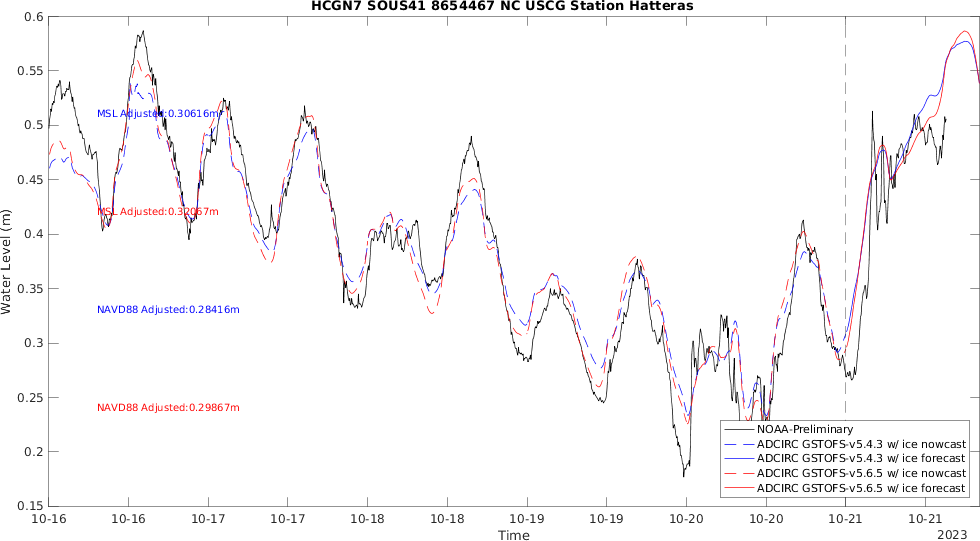 HCGN7 SOUS41 8654467 NC USCG Station Hatteras
0.6
0.55
0.5
0.45
0.4
0.35
0.3
0.25
0.2
0.15
Water Level (m)
MSL Adjusted:0.30616m
MSL Adjusted:0.32067m
NAVD88 Adjusted:0.28416m
NAVD88 Adjusted:0.29867m
NOAA-Preliminary
ADCIRC GSTOFS-v5.4.3 w/ ice nowcast
ADCIRC GSTOFS-v5.4.3 w/ ice forecast
ADCIRC GSTOFS-v5.6.5 w/ ice nowcast
ADCIRC GSTOFS-v5.6.5 w/ ice forecast
10-16 10-16 10-17 10-17 10-18 10-18 10-19 10-19 10-20 10-20 10-21 10-21
Time
2023